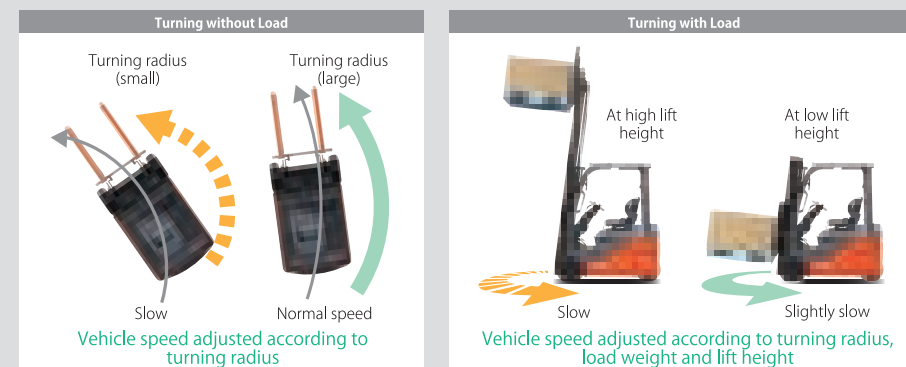 Turning without Load
Turning radius
(small)
Turning radius
(large)
Slow
Normal speed
Vehicle speed adjusted according to
turning radius
Turning with Load
At high lift
height
At low lift
height
Slow
Slightly slow
Vehicle speed adjusted according to turning radius,
load weight and lift height